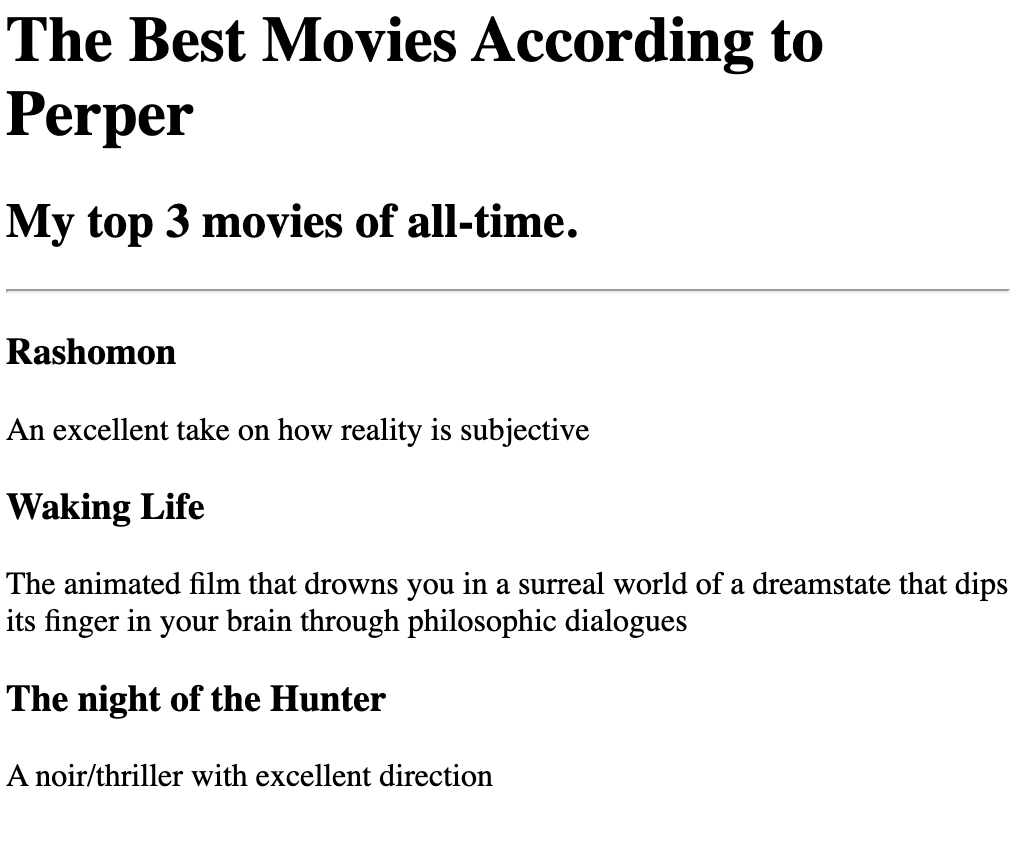 The Best Movies According to
Perper
My top 3 movies of all-time.
Rashomon
An excellent take on how reality is subjective
Waking Life
The animated film that drowns you in a surreal world of a dreamstate that dips
its finger in your brain through philosophic dialogues
The night of the Hunter
A noir/thriller with excellent direction